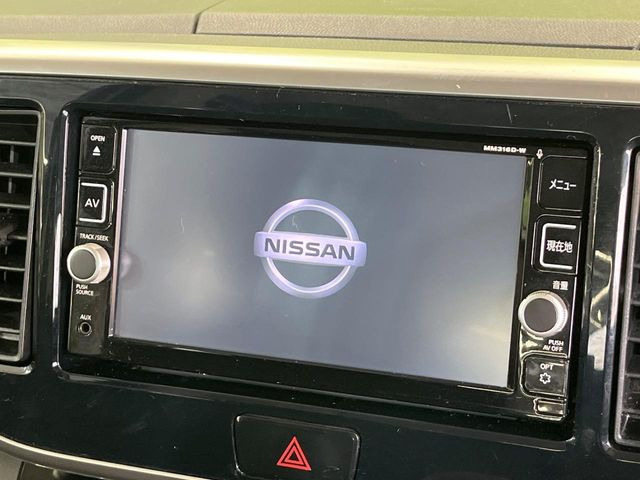 OPEN
AV
TRACK/SEEK
PUSH
SOURCE
AUX
NISSAN
MM316D-W
メニュー
現在地
音量
PUSH
AV OFF
OPT